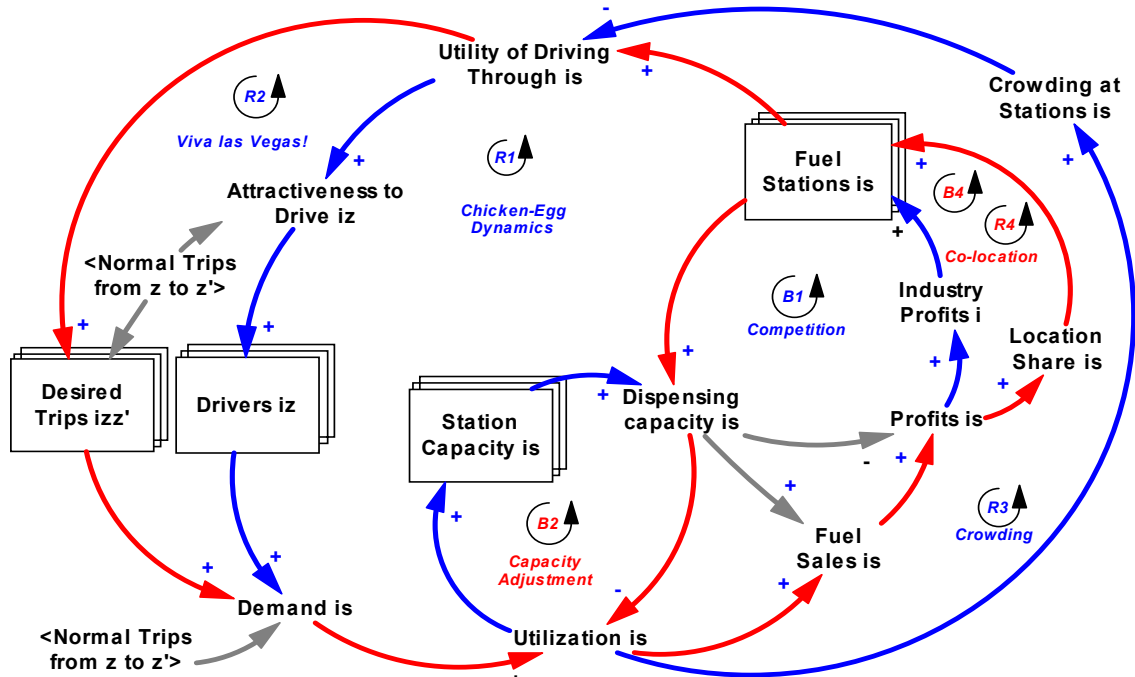 -
Utility of Driving
Through is
+
Crowding at
Stations is
R2
Viva las Vegas!
R1
+
Fuel
Stations is
+
+
B4
Attractiveness to
Drive iz
Chicken-Egg
Dynamics
R4
Co-location
+
<Normal Trips
from z to z'>
B1
Competition
Industry
Profits i
+
+
Location
Share is
+
+
+
Desired
Trips izz'
Drivers iz
Station
Capacity is
+
Dispensing
capacity is
Profits is
-
+
+
+
B2
Capacity
Adjustment
R3
Crowding
Fuel
Sales is
+
+
-
+
Demand is
Utilization is
<Normal Trips
from z to z'>